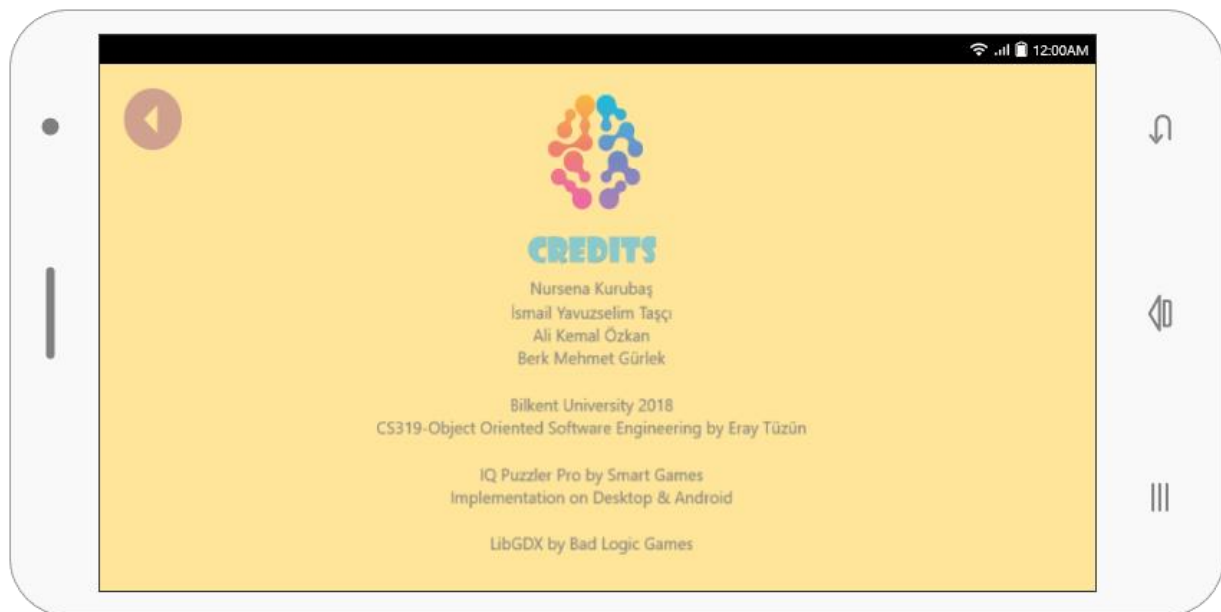 12:00AM
CREDITS
Nursena Kurubaş
İsmail Yavuzselim Taşçı
Ali Kemal Özkan
Berk Mehmet Gürlek
Bilkent University 2018
CS319-Object Oriented Software Engineering by Eray Tüzün
IQ Puzzler Pro by Smart Games
Implementation on Desktop & Android
LibGDX by Bad Logic Games